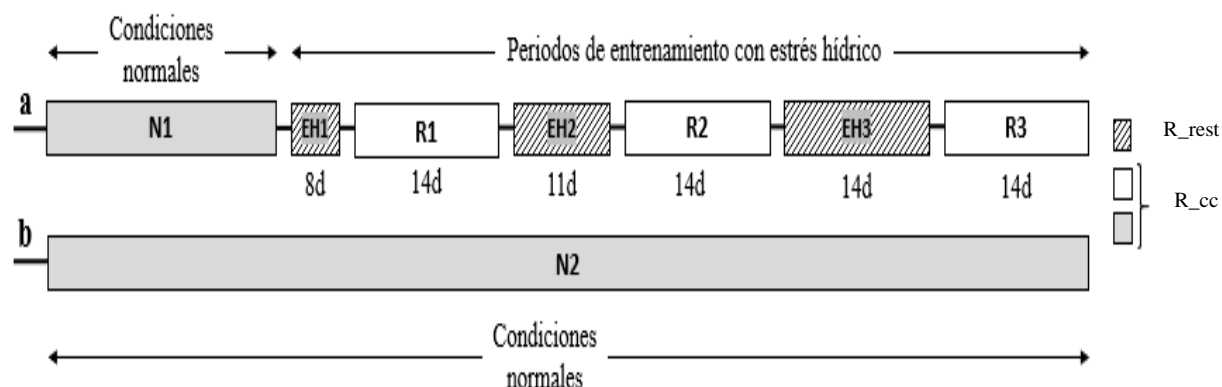 Condiciones
normales
Periodos de entrenamiento con estrés hídrico
a
N1
EH1
R1
EH2
R2
EH3
R3
R_rest
8d
14d
11d
14d
14d
14d
R_cc
b
N2
Condiciones
normales